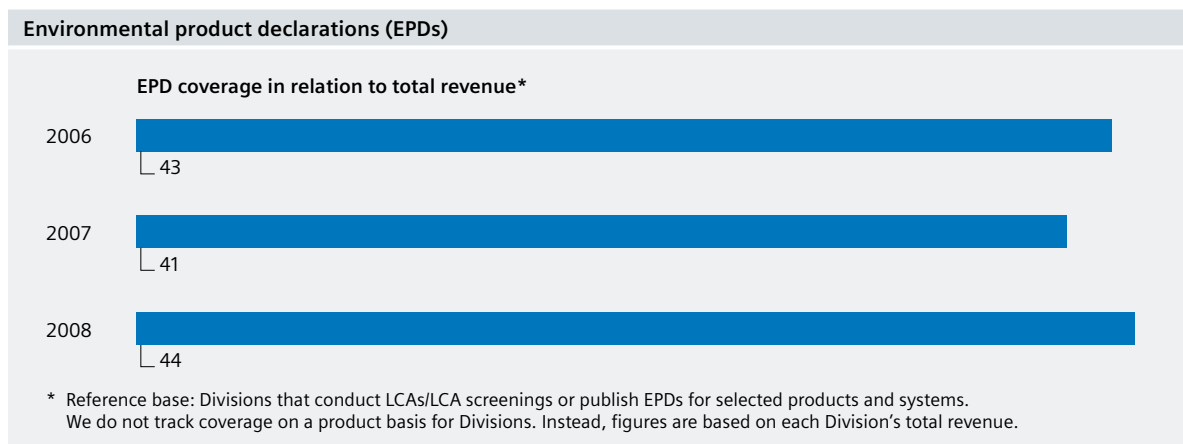 Environmental product declarations (EPDs)
EPD coverage in relation to total revenue*
2006
43
2007
41
2008
44
* Reference base: Divisions that conduct LCAs/LCA screenings or publish EPDs for selected products and systems.
We do not track coverage on a product basis for Divisions. Instead, figures are based on each Division’s total revenue.